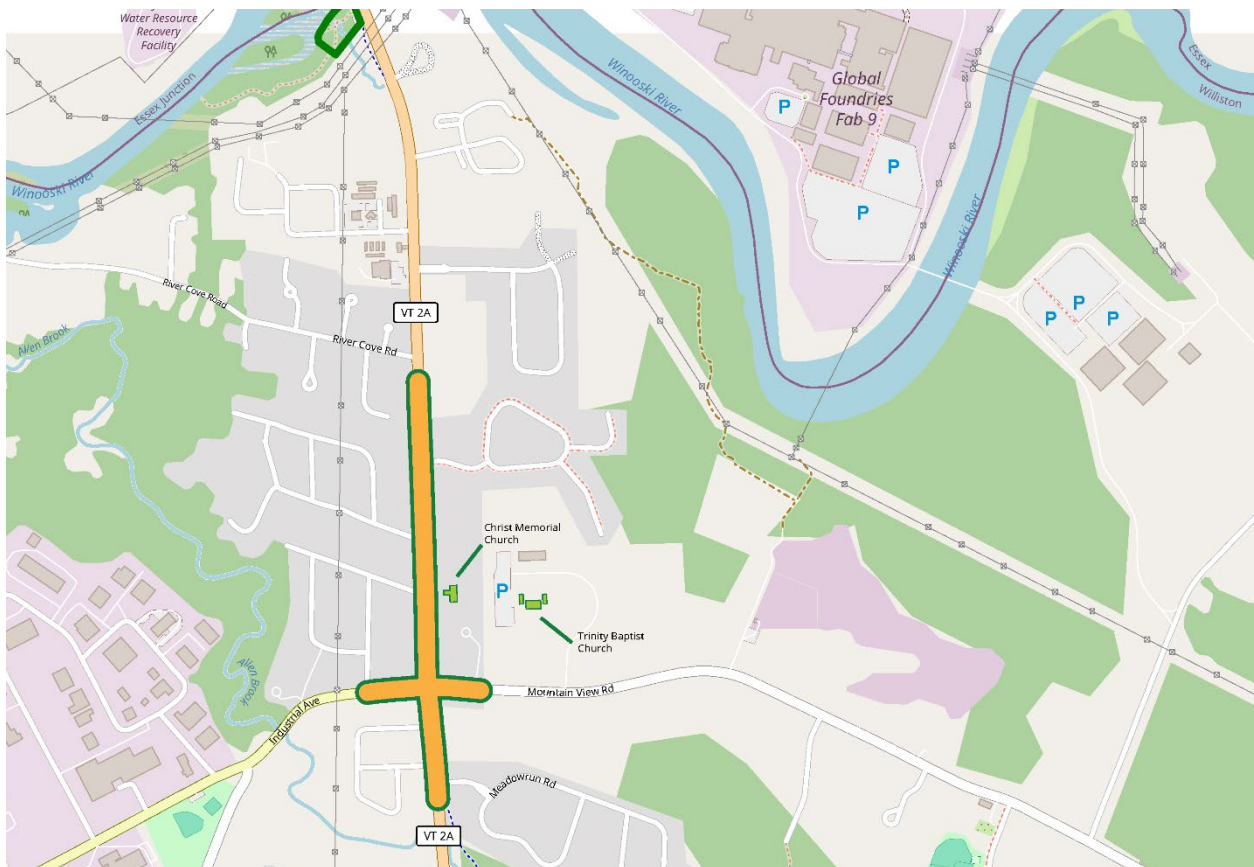 Water Resource
Recovery
Facility
Essex Junction
Winooski River
Winooski River
Global
Foundries
Fab 9
P
P
P
Essex
Williston
Winooski River
P
P
P
River Cove Road
Allen Brook
VT 2A
River Cove Rd
Christ Memorial
Church
P
Trinity Baptist
Church
Allen Brook
Industrial Ave
Mountain View Rd
Meadowrun Rd
VT 2A